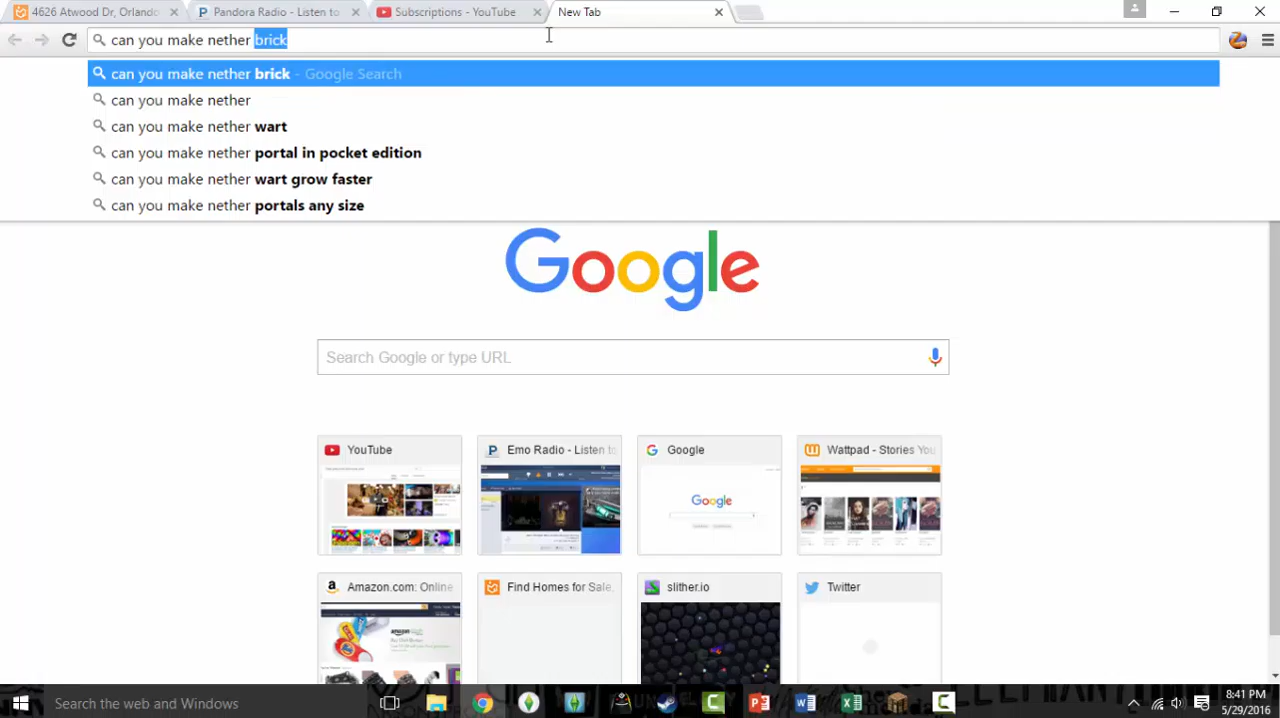 4626 Atwood Dr, Orland
Pandora Radio - Listen to
Subscriptions - YouTube
New Tab
can you make nether brick
can you make nether brick - Google Search
can you make nether
can you make nether wart
can you make nether portal in pocket edition
can you make nether wart grow faster
can you make nether portals any size
Google
Search Google or type URL
YouTube
Emo Radio - Listen to
Google
Wattpad - Stories You
Google
Amazon.com: Online
Find Homes for Sale,
slither.io
Twitter
amazon
Search the web and Windows
8:41 PM
5/29/2016